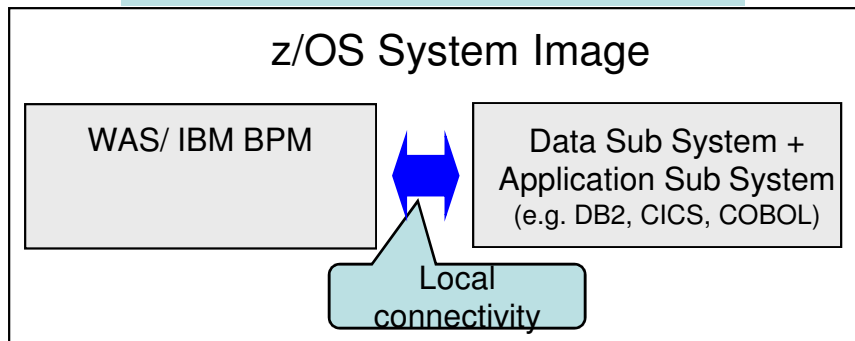 z/OS System Image
WAS/ IBM BPM
Data Sub System +
Application Sub System
(e.g. DB2, CICS, COBOL)
Local
connectivity